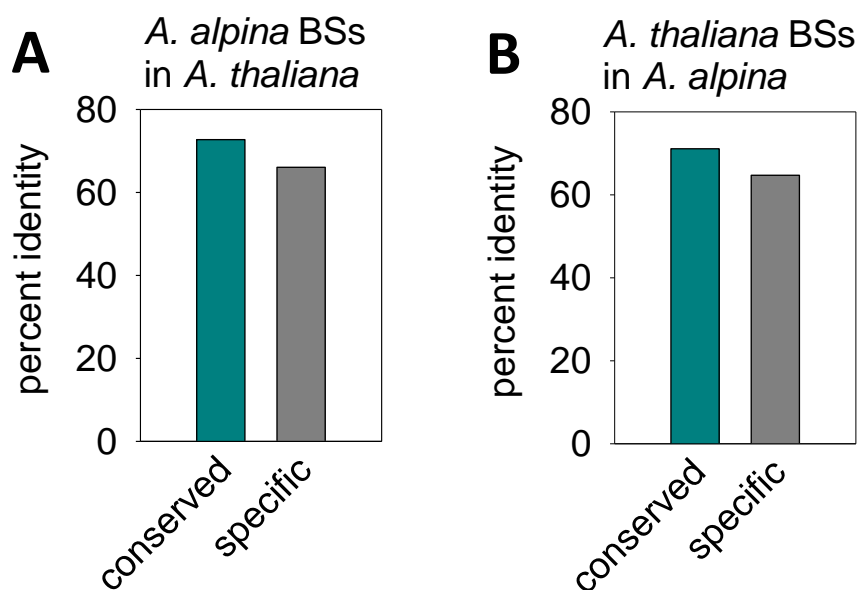 A
A. alpina BSs
in A. thaliana
percent identity
80
60
40
20
0
conserved
specific
B
A. thaliana BSs
in A. alpina
percent identity
80
60
40
20
0
conserved
specific